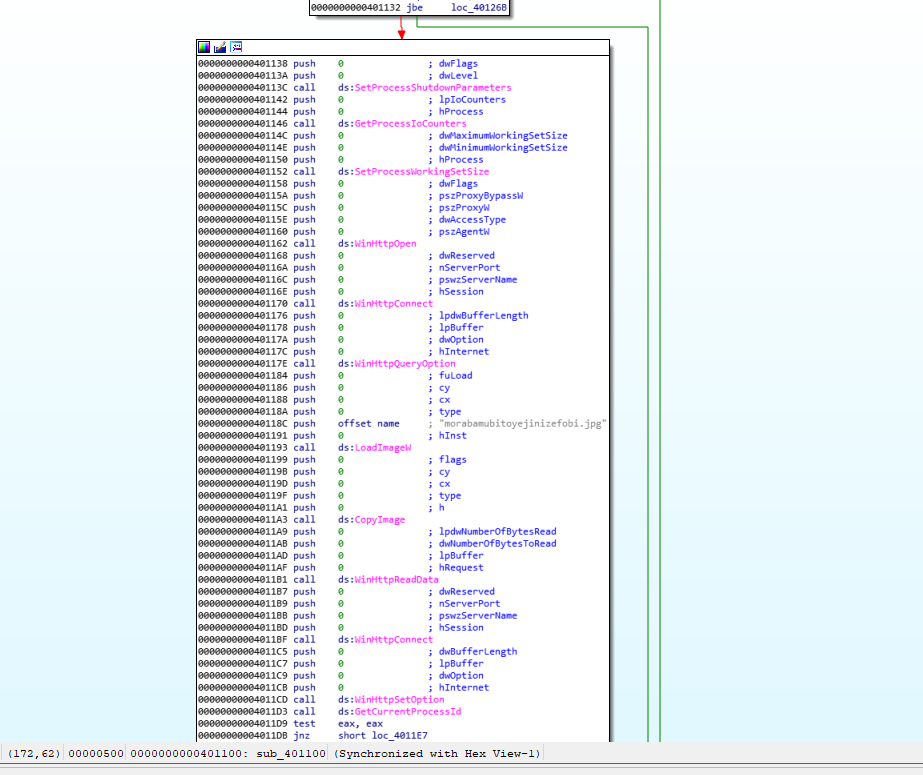 0000000000401132 jbe loc_40126B
0000000000401138 push 0 ; dwFlags
000000000040113A push 0 ; dwLevel
000000000040113C call ds:SetProcessShutdownParameters
0000000000401142 push 0 ; lpIoCounters
0000000000401144 push 0 ; hProcess
0000000000401146 call ds:GetProcessIoCounters
000000000040114C push 0 ; dwMaximumWorkingSetSize
000000000040114E push 0 ; dwMinimumWorkingSetSize
0000000000401150 push 0 ; hProcess
0000000000401152 call ds:SetProcessWorkingSetSize
0000000000401158 push 0 ; dwFlags
000000000040115A push 0 ; pszProxyBypassW
000000000040115C push 0 ; pszProxyW
000000000040115E push 0 ; dwAccessType
0000000000401160 push 0 ; pszAgentW
0000000000401162 call ds:WinHttpOpen
0000000000401168 push 0 ; dwReserved
000000000040116A push 0 ; nServerPort
000000000040116C push 0 ; pswzServerName
000000000040116E push 0 ; hSession
0000000000401170 call ds:WinHttpConnect
0000000000401176 push 0 ; lpdwBufferLength
0000000000401178 push 0 ; lpBuffer
000000000040117A push 0 ; dwOption
000000000040117C push 0 ; hInternet
000000000040117E call ds:WinHttpQueryOption
0000000000401184 push 0 ; fuLoad
0000000000401186 push 0 ; cy
0000000000401188 push 0 ; cx
000000000040118A push 0 ; type
000000000040118C push offset name ; "morabamubitoyejinizefobi.jpg"
0000000000401191 push 0 ; hInst
0000000000401193 call ds:LoadImageW
0000000000401199 push 0 ; flags
000000000040119B push 0 ; cy
000000000040119D push 0 ; cx
000000000040119F push 0 ; type
00000000004011A1 push 0 ; h
00000000004011A3 call ds:CopyImage
00000000004011A9 push 0 ; lpdwNumberOfBytesRead
00000000004011AB push 0 ; dwNumberOfBytesToRead
00000000004011AD push 0 ; lpBuffer
00000000004011AF push 0 ; hRequest
00000000004011B1 call ds:WinHttpReadData
00000000004011B7 push 0 ; dwReserved
00000000004011B9 push 0 ; nServerPort
00000000004011BB push 0 ; pswzServerName
00000000004011BD push 0 ; hSession
00000000004011BF call ds:WinHttpConnect
00000000004011C5 push 0 ; dwBufferLength
00000000004011C7 push 0 ; lpBuffer
00000000004011C9 push 0 ; dwOption
00000000004011CB push 0 ; hInternet
00000000004011CD call ds:WinHttpSetOption
00000000004011D3 call ds:GetCurrentProcessId
00000000004011D9 test eax, eax
00000000004011DB jnz short loc_4011E7
(172,62) 00000500 0000000000401100: sub_401100 (Synchronized with Hex View-1)